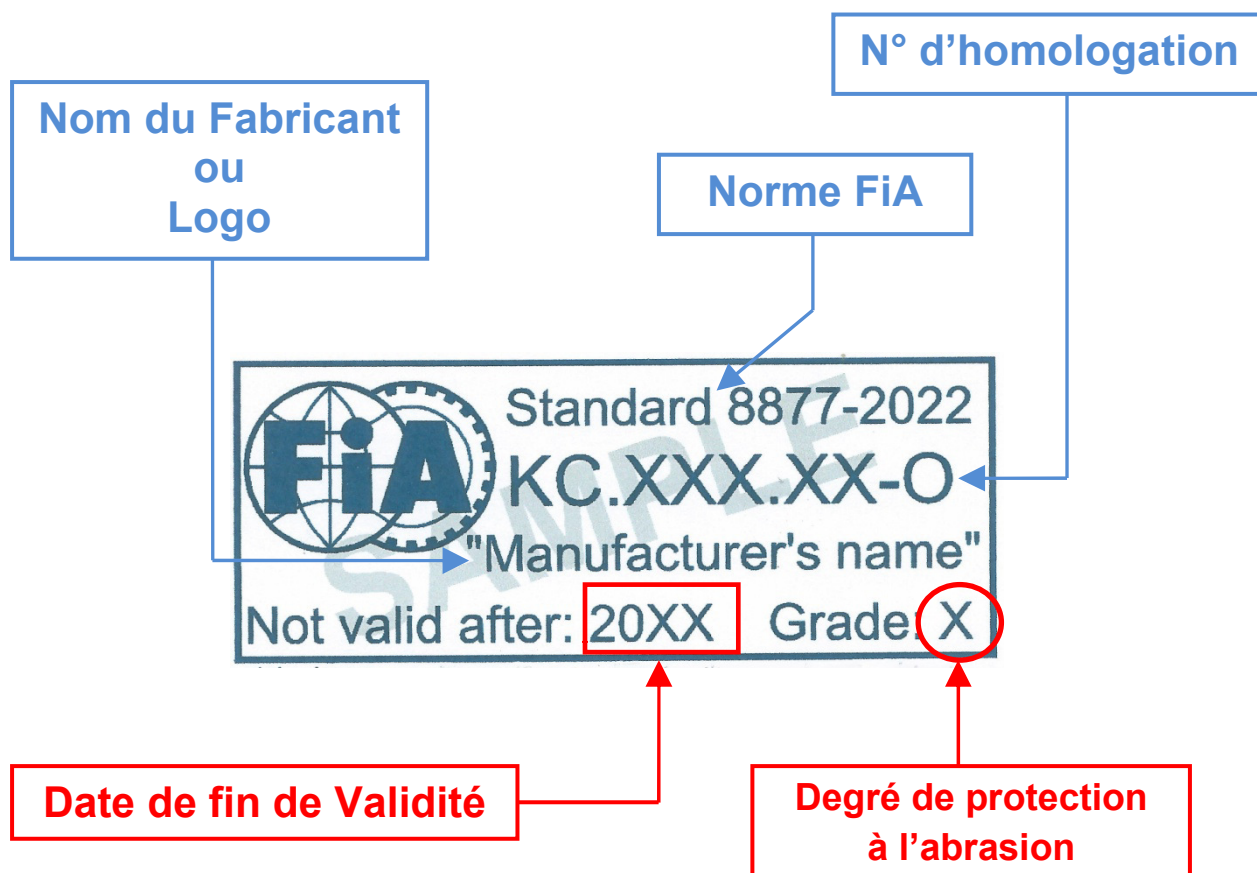 N° d’homologation
Nom du Fabricant
ou
Logo
Norme FiA
FiA
Standard 8877-2022
KC.XXX.XX-O
"Manufacturer's name"
Not valid after: 20XX Grade: X
SAMPLE
Date de fin de Validité
Degré de protection
à l’abrasion